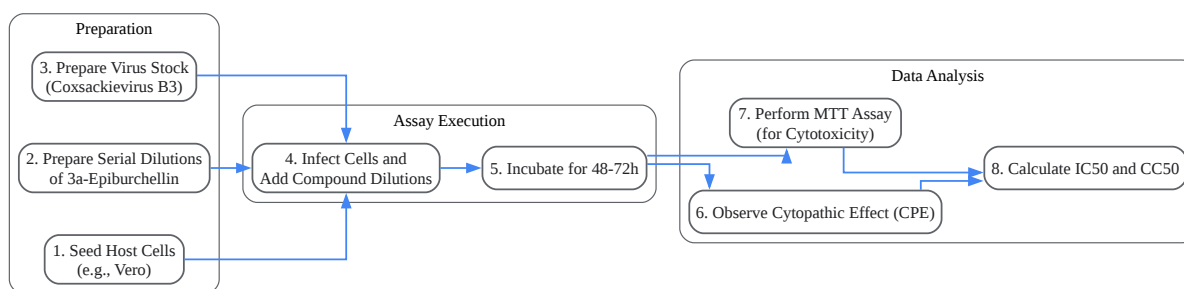 Preparation
3. Prepare Virus Stock
(Coxsackievirus B3)
2. Prepare Serial Dilutions
of 3a-Epiburchellin
1. Seed Host Cells
(e.g., Vero)
Assay Execution
4. Infect Cells and
Add Compound Dilutions
5. Incubate for 48-72h
Data Analysis
7. Perform MTT Assay
(for Cytotoxicity)
6. Observe Cytopathic Effect (CPE)
8. Calculate IC50 and CC50